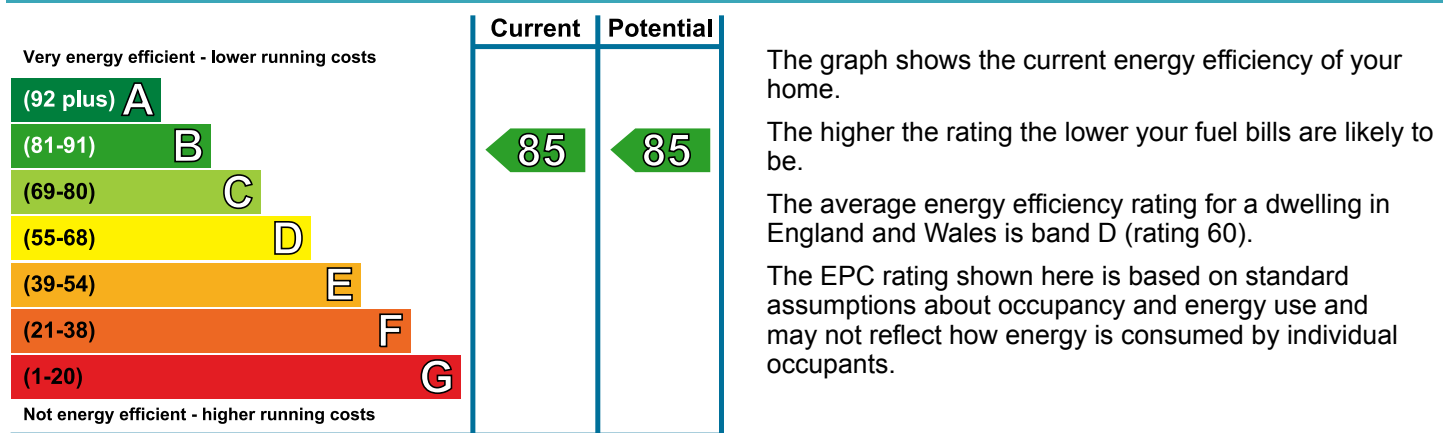 Current Potential
Very energy efficient - lower running costs
(92 plus) A
(81-91) B
85 85
(69-80) C
(55-68) D
(39-54) E
(21-38) F
(1-20) G
Not energy efficient - higher running costs
The graph shows the current energy efficiency of your
home.
The higher the rating the lower your fuel bills are likely to
be.
The average energy efficiency rating for a dwelling in
England and Wales is band D (rating 60).
The EPC rating shown here is based on standard
assumptions about occupancy and energy use and
may not reflect how energy is consumed by individual
occupants.